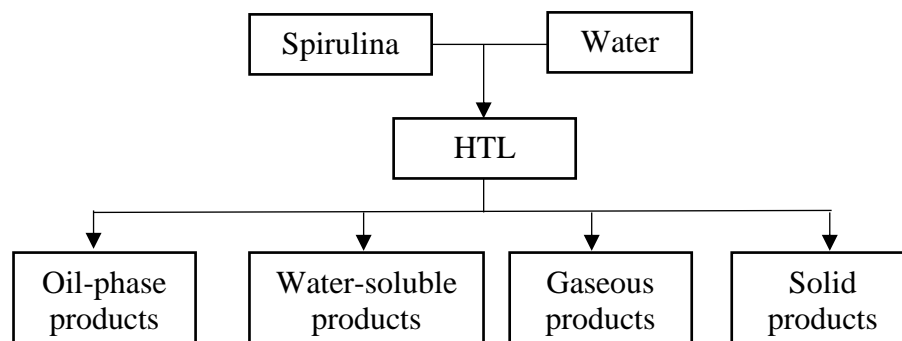 Spirulina
Water
HTL
Oil-phase
products
Water-soluble
products
Gaseous
products
Solid
products